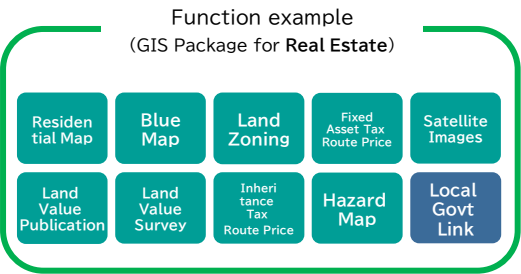 Function example
(GIS Package for Real Estate)
Residen
tial Map
Blue
Map
Land
Zoning
Fixed
Asset Tax
Route Price
Satellite
Images
Land
Value
Publication
Land
Value
Survey
Inheri
tance
Tax
Route Price
Hazard
Map
Local
Govt
Link